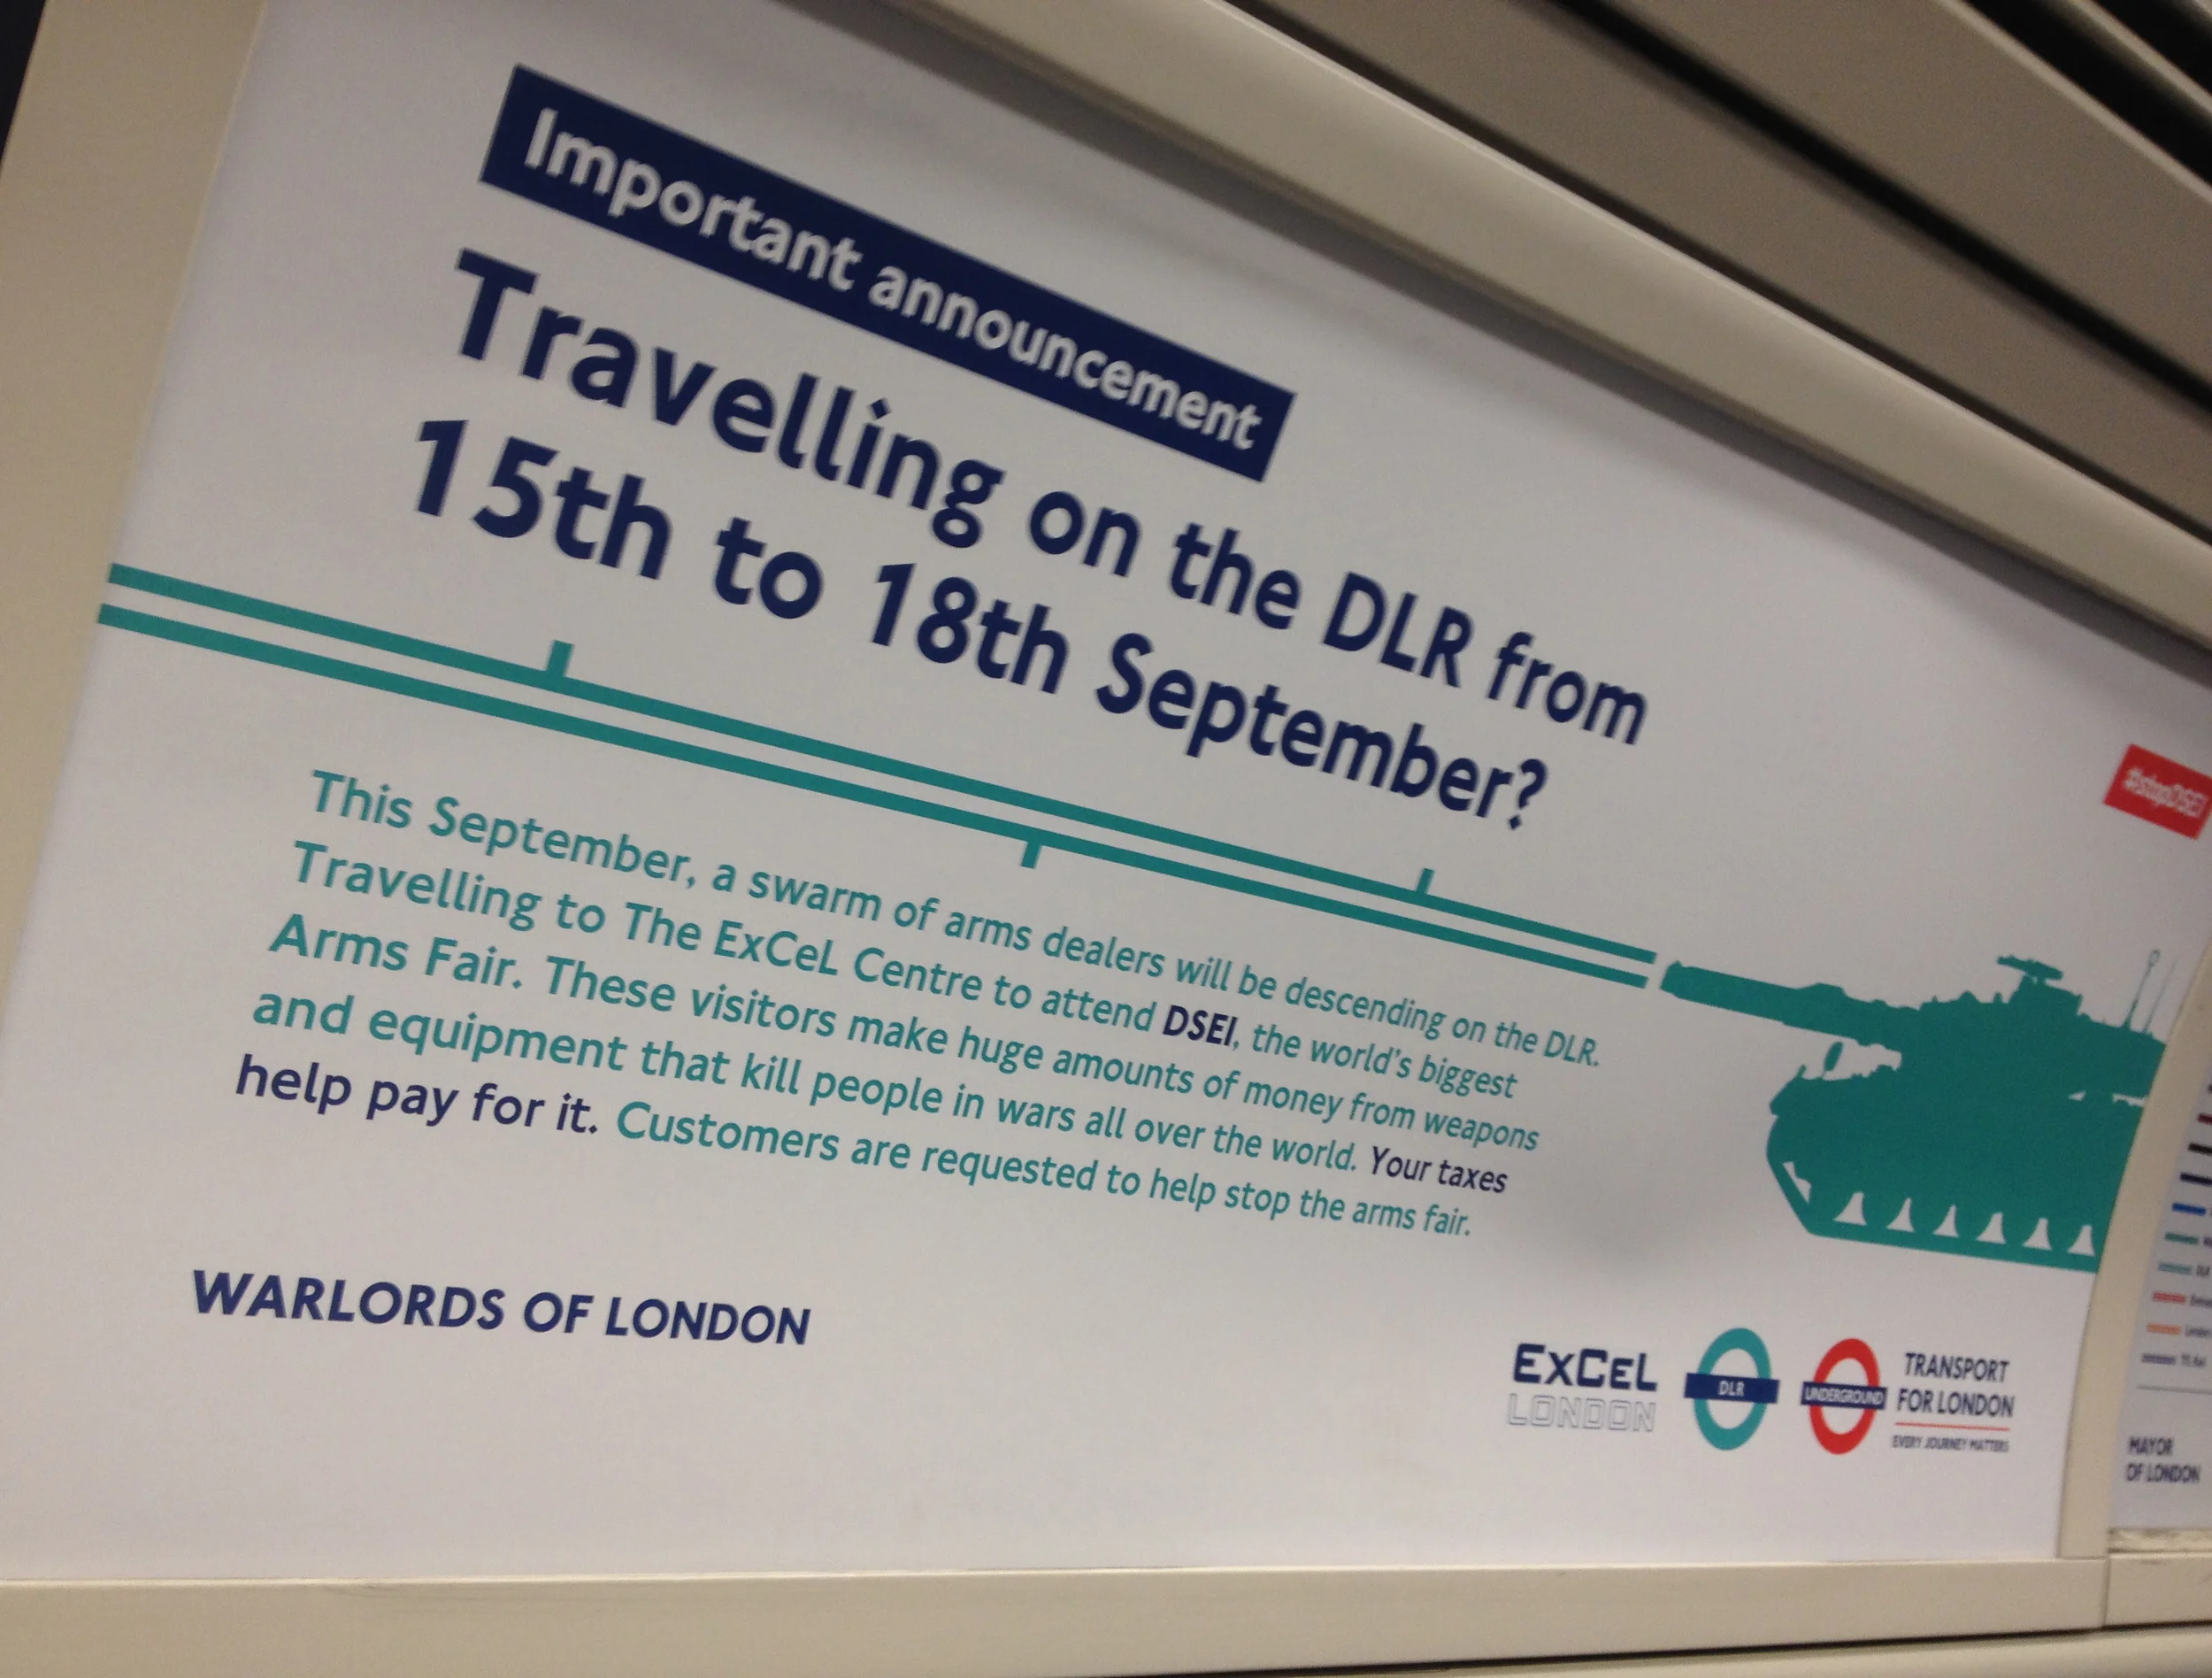 Important announcement
Travelling on the DLR from
15th to 18th September?
#stopDSEI
This September, a swarm of arms dealers will be descending on the DLR.
Travelling to The ExCeL Centre to attend DSEI, the world's biggest
Arms Fair. These visitors make huge amounts of money from weapons
and equipment that kill people in wars all over the world. Your taxes
help pay for it. Customers are requested to help stop the arms fair.
WARLORDS OF LONDON
EXCEL
LONDON
DLR
UNDERGROUND
TRANSPORT
FOR LONDON
EVERY JOURNEY MATTERS
MAYOR
OF LONDON